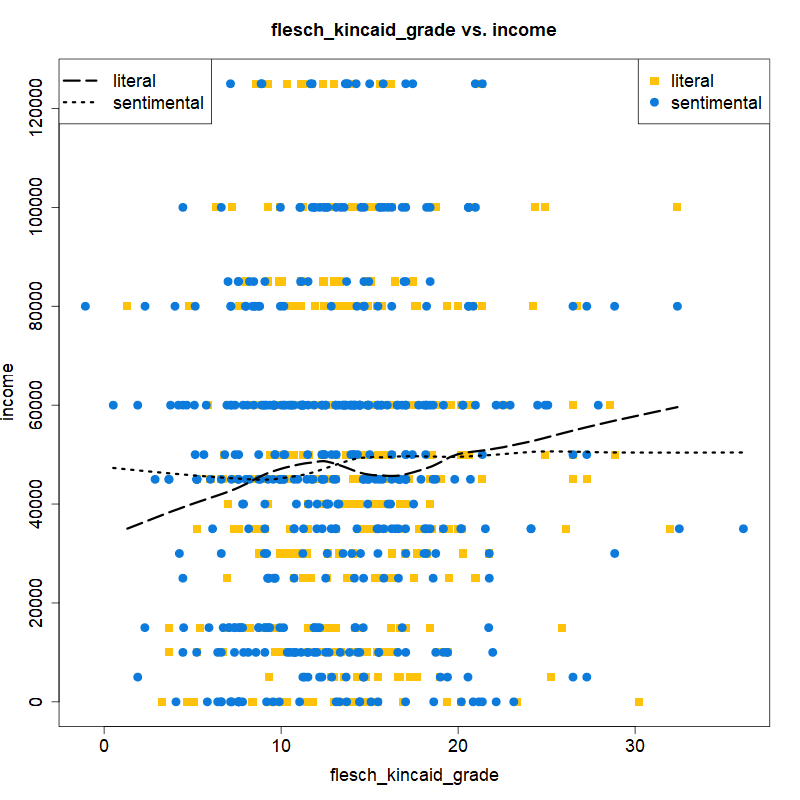 flesch_kincaid_grade vs. income
literal
sentimental
literal
sentimental
income
120000
100000
80000
60000
40000
20000
0
0 10 20 30
flesch_kincaid_grade